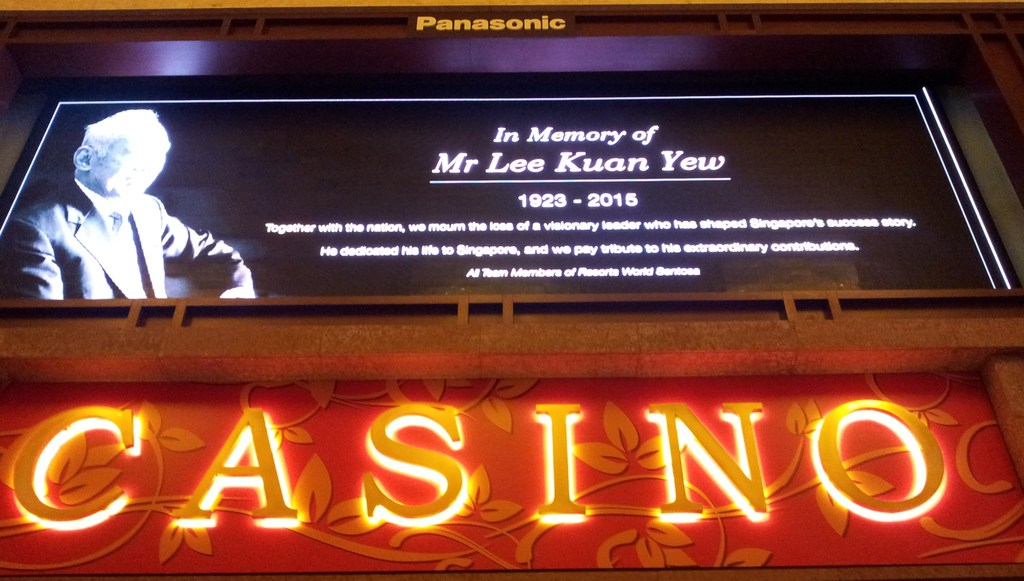 Panasonic
In Memory of
Mr Lee Kuan Yew
1923 - 2015
Together with the nation, we mourn the loss of a visionary leader who has shaped Singapore's success story.
He dedicated his life to Singapore, and we pay tribute to his extraordinary contributions.
All Team Members of Resorts World Sentosa
CASINO